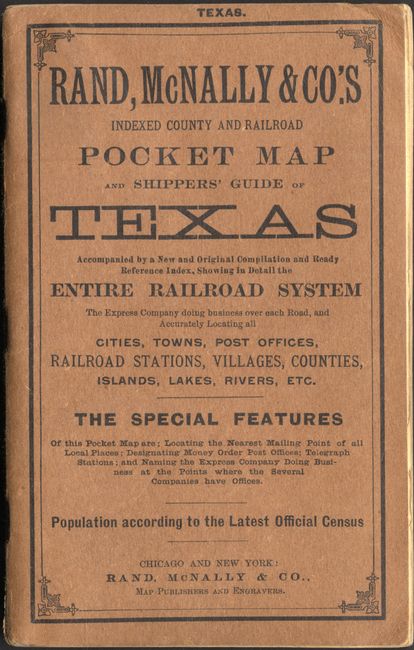 TEXAS.
RAND, McNALLY & CO.'S
INDEXED COUNTY AND RAILROAD
POCKET MAP
AND SHIPPERS' GUIDE OF
TEXAS
Accompanied by a New and Original Compilation and Ready
Reference Index, Showing in Detail the
ENTIRE RAILROAD SYSTEM
The Express Company doing business over each Road, and
Accurately Locating all
CITIES, TOWNS, POST OFFICES,
RAILROAD STATIONS, VILLAGES, COUNTIES,
ISLANDS, LAKES, RIVERS, ETC.
THE SPECIAL FEATURES
Of this Pocket Map are; Locating the Nearest Mailing Point of all
Local Places; Designating Money Order Post Offices; Telegraph
Stations; and Naming the Express Company Doing Busi-
ness at the Points where the Several
Companies have Offices.
Population according to the Latest Official Census
CHICAGO AND NEW YORK:
RAND, McNALLY & CO.,
MAP PUBLISHERS AND ENGRAVERS.